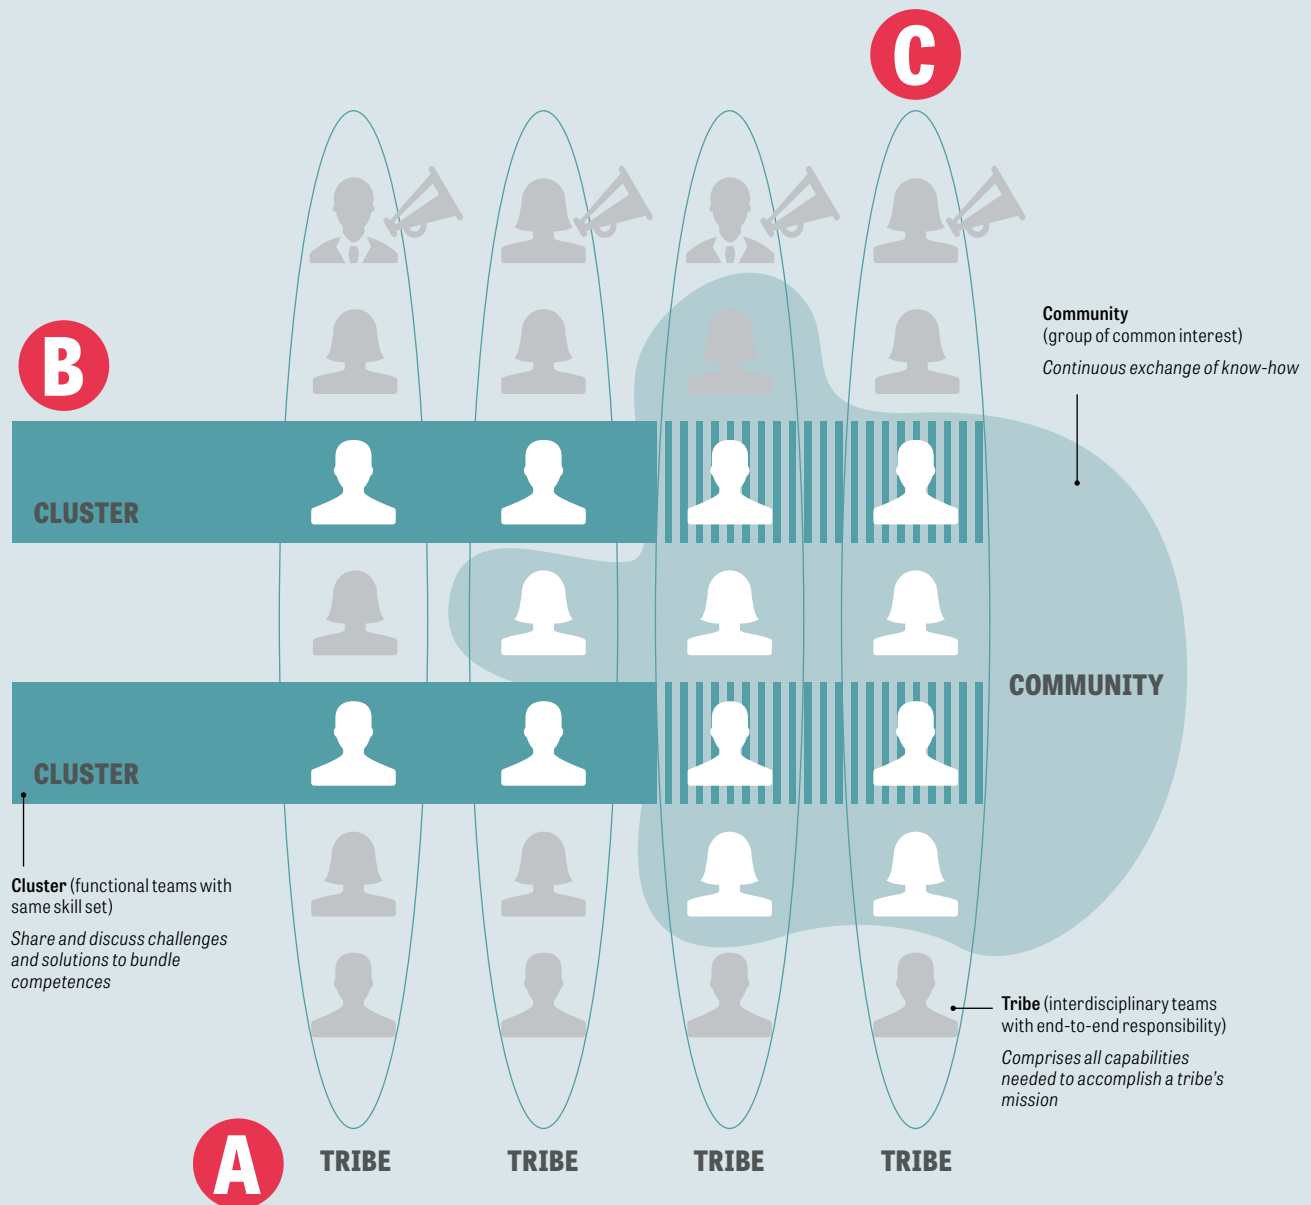 C
B
Community
(group of common interest)
Continuous exchange of know-how
CLUSTER
COMMUNITY
CLUSTER
Cluster (functional teams with
same skill set)
Share and discuss challenges
and solutions to bundle
competences
Tribe (interdisciplinary teams
with end-to-end responsibility)
Comprises all capabilities
needed to accomplish a tribe's
mission
A
TRIBE
TRIBE
TRIBE
TRIBE